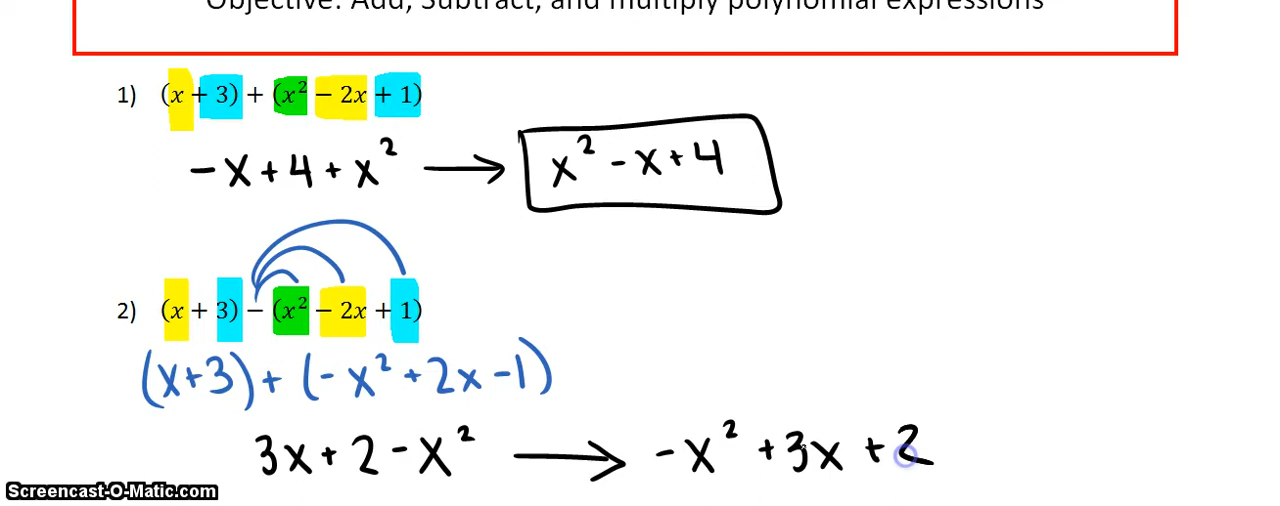 Objective: Add, Subtract, and multiply polynomial expressions
1) (x + 3) + (x² − 2x + 1)
-x + 4 + x² → x² - x + 4
2) (x + 3) − (x² − 2x + 1)
(x+3) + (-x² + 2x - 1)
3x + 2 - x² → -x² + 3x + 2
Screencast-O-Matic.com